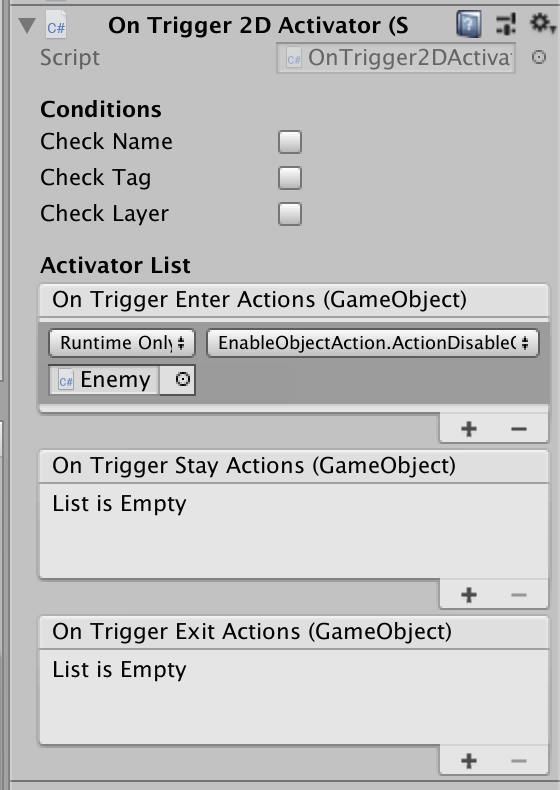 C# On Trigger 2D Activator (S
Script C# OnTrigger2DActiva
Conditions
Check Name
Check Tag
Check Layer
Activator List
On Trigger Enter Actions (GameObject)
Runtime Only EnableObjectAction.ActionDisable(
C# Enemy
+ −
On Trigger Stay Actions (GameObject)
List is Empty
+ −
On Trigger Exit Actions (GameObject)
List is Empty
+ −